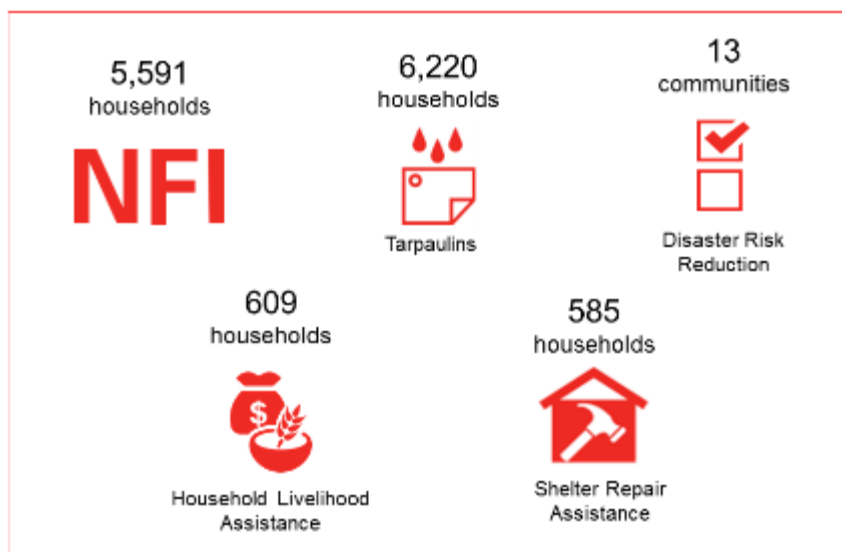 5,591
households
NFI
6,220
households
Tarpaulins
13
communities
Disaster Risk
Reduction
609
households
$
Household Livelihood
Assistance
585
households
Shelter Repair
Assistance